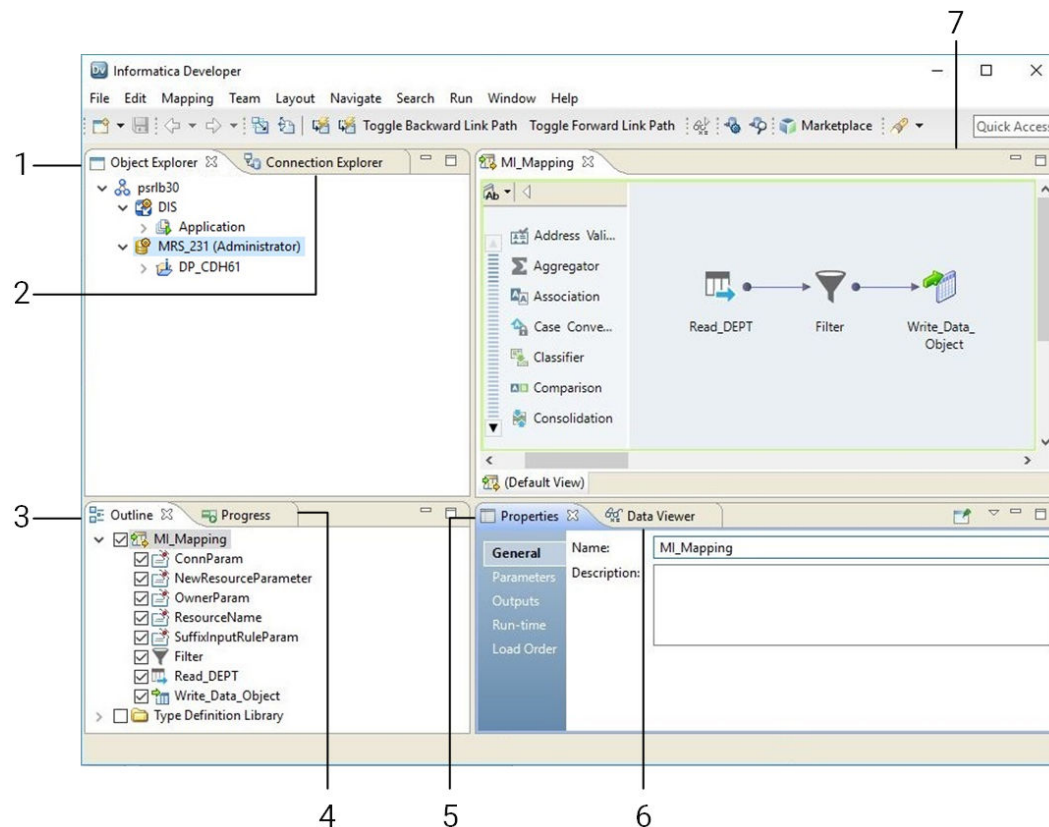 7
Informatica Developer
File Edit Mapping Team Layout Navigate Search Run Window Help
Toggle Backward Link Path Toggle Forward Link Path Marketplace Quick Access
1
Object Explorer Connection Explorer
psrlb30
DIS
Application
MRS_231 (Administrator)
DP_CDH61
2
MI_Mapping
Ab
Address Vali...
Aggregator
Association
Case Conve...
Classifier
Comparison
Consolidation
Read_DEPT Filter Write_Data_
Object
(Default View)
3
Outline Progress
MI_Mapping
ConnParam
NewResourceParameter
OwnerParam
ResourceName
SuffixInputRuleParam
Filter
Read_DEPT
Write_Data_Object
Type Definition Library
Properties Data Viewer
General
Parameters
Outputs
Run-time
Load Order
Name: MI_Mapping
Description:
4 5 6